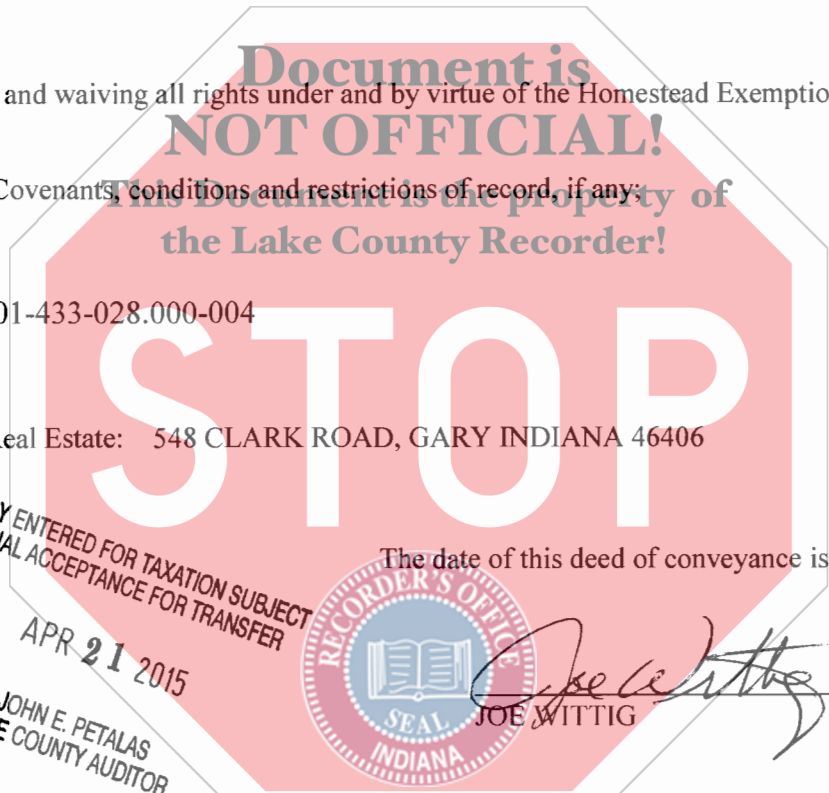 Document is
and waiving all rights under and by virtue of the Homestead Exemptio
NOT OFFICIAL!
Covenants, conditions and restrictions of record, if any;
This Document is the property of
the Lake County Recorder!
01-433-028.000-004
STOP
Real Estate: 548 CLARK ROAD, GARY INDIANA 46406
Y ENTERED FOR TAXATION SUBJECT
AL ACCEPTANCE FOR TRANSFER
The date of this deed of conveyance is
APR 21 2015
RECORDER'S OFFICE
Joe Wittig
JOE WITTIG
SEAL
INDIANA
JOHN E. PETALAS
E COUNTY AUDITOR